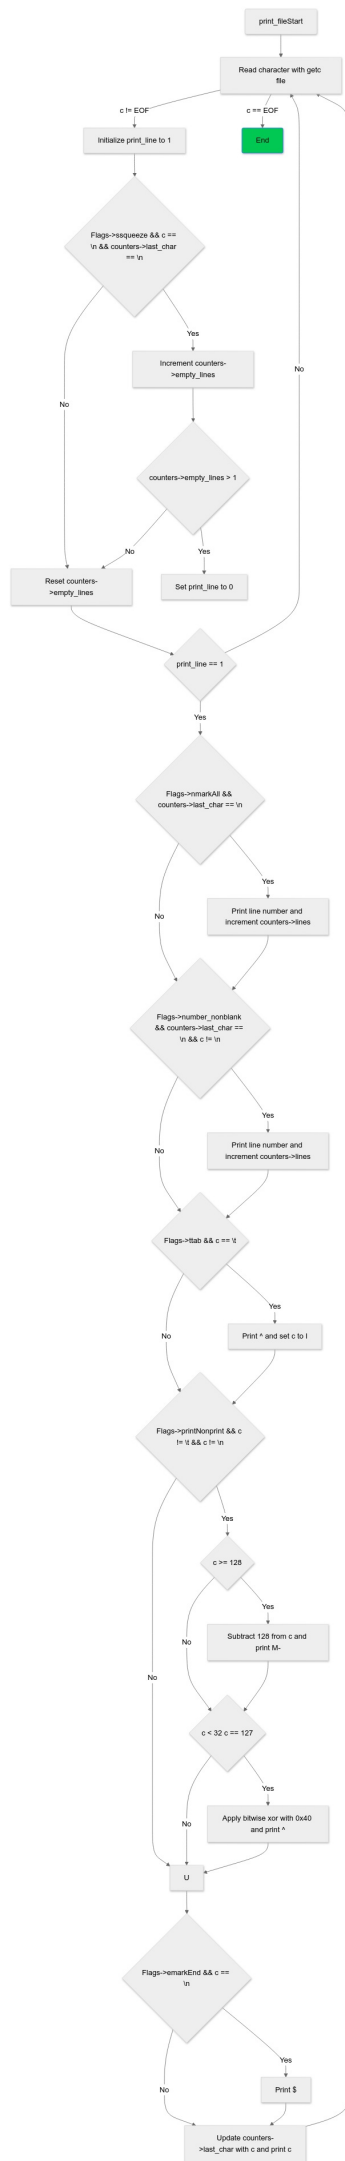 print_fileStart
Read character with getc
file
c != EOF
c == EOF
Initialize print_line to 1
End
Flags->ssqueeze && c ==
\n && counters->last_char
== \n
Yes
Increment counters-
>empty_lines
No
No
counters->empty_lines > 1
No
Yes
Reset counters-
>empty_lines
Set print_line to 0
print_line == 1
Yes
Flags->nmarkAll &&
counters->last_char == \n
Yes
No
Print line number and
increment counters->lines
Flags->number_nonblank
&& counters->last_char ==
\n && c != \n
Yes
No
Print line number and
increment counters->lines
Flags->ttab && c == \t
Yes
No
Print ^ and set c to I
Flags->printNonprint && c
!= \t && c != \n
Yes
c >= 128
Yes
No
Subtract 128 from c and
print M-
No
c < 32 c == 127
Yes
No
Apply bitwise xor with 0x40
and print ^
U
Flags->emarkEnd && c ==
\n
Yes
No
Print $
Update counters-
>last_char with c and print c